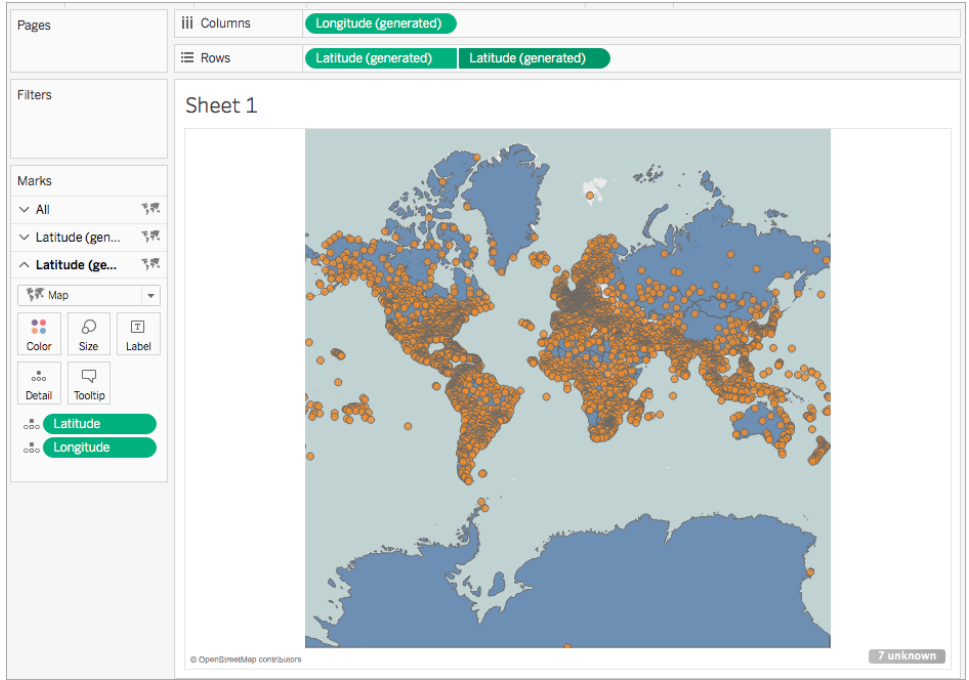 Pages
Columns
Longitude (generated)
Rows
Latitude (generated)
Latitude (generated)
Filters
Sheet 1
Marks
All
Latitude (gen...
Latitude (ge...
Map
Color
Size
T
Label
Detail
Tooltip
Latitude
Longitude
© OpenStreetMap contributors
7 unknown